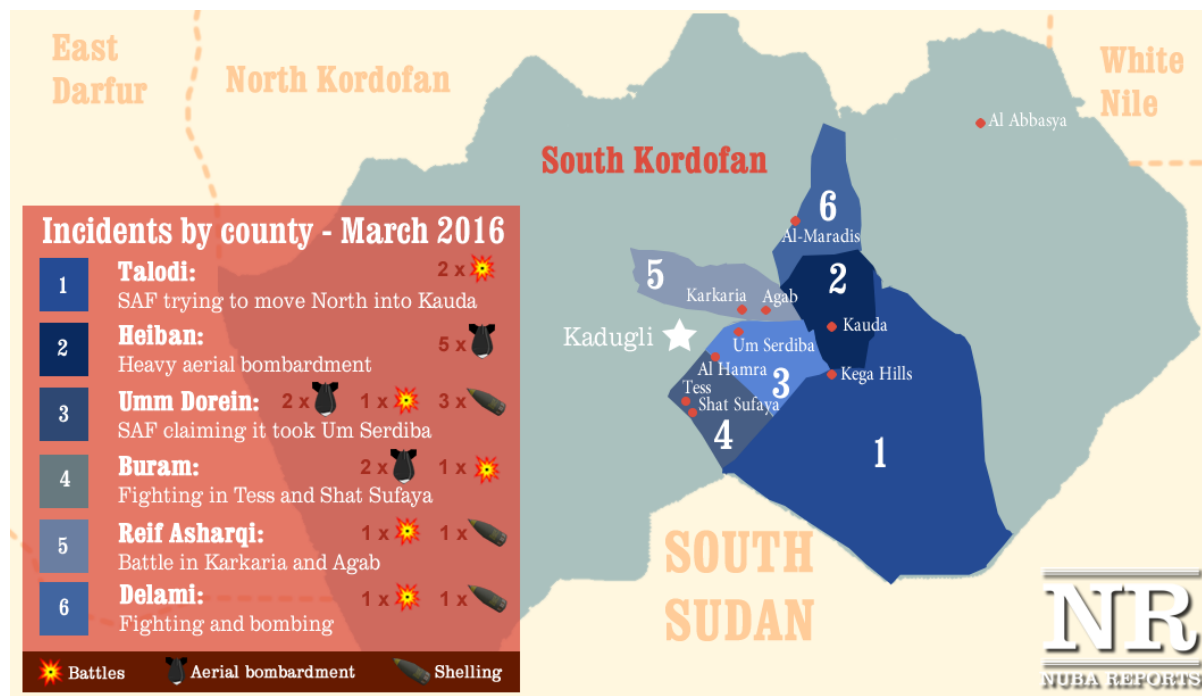 East
Darfur
North Kordofan
White
Nile
Al Abbasya
South Kordofan
6
Al-Maradis
5
2
Karkaria
Agab
Kadugli
Kauda
Um Serdiba
Al Hamra
Kega Hills
3
Tess
Shat Sufaya
4
1
SOUTH
SUDAN
Incidents by county - March 2016
1
Talodi:
2 x
SAF trying to move North into Kauda
2
Heiban:
5 x
Heavy aerial bombardment
3
Umm Dorein:
2 x
1 x
3 x
SAF claiming it took Um Serdiba
4
Buram:
2 x
1 x
Fighting in Tess and Shat Sufaya
5
Reif Asharqi:
1 x
1 x
Battle in Karkaria and Agab
6
Delami:
1 x
1 x
Fighting and bombing
Battles
Aerial bombardment
Shelling
NR
NUBA REPORTS